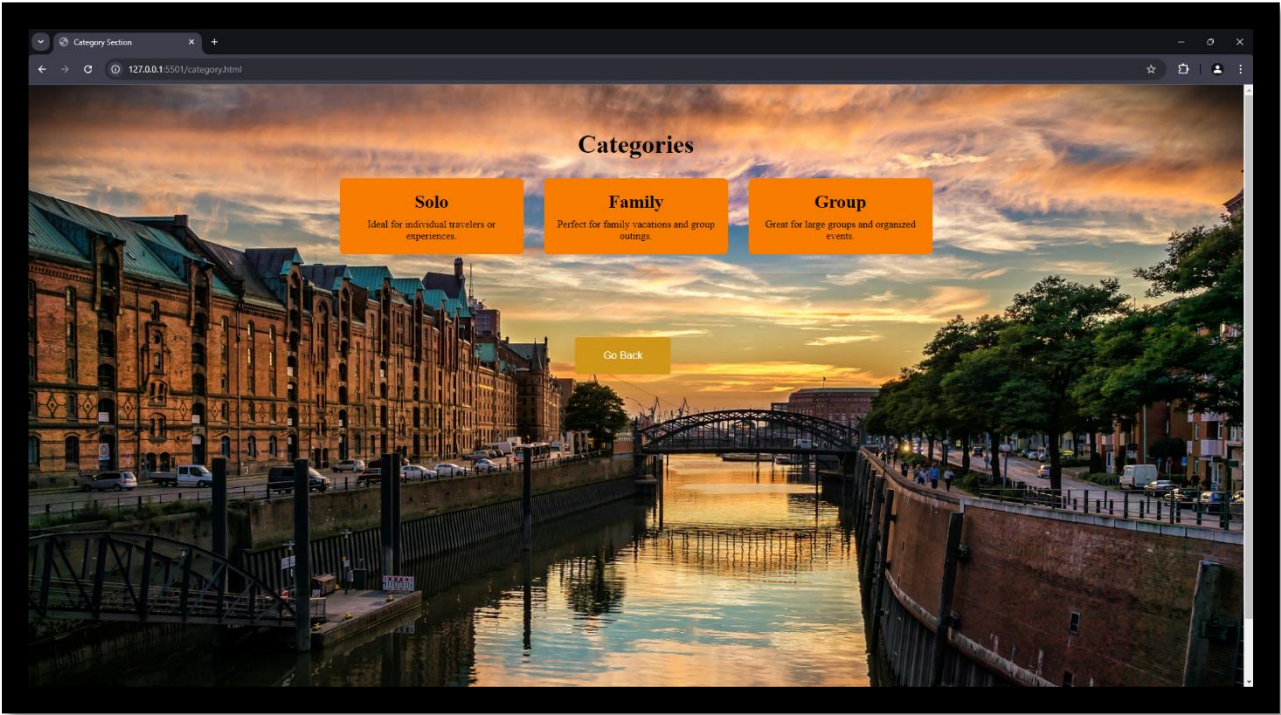 Category Section
127.0.0.1:5501/category.html
Categories
Solo
Ideal for individual travelers or
experiences.
Family
Perfect for family vacations and group
outings.
Group
Great for large groups and organized
events.
Go Back